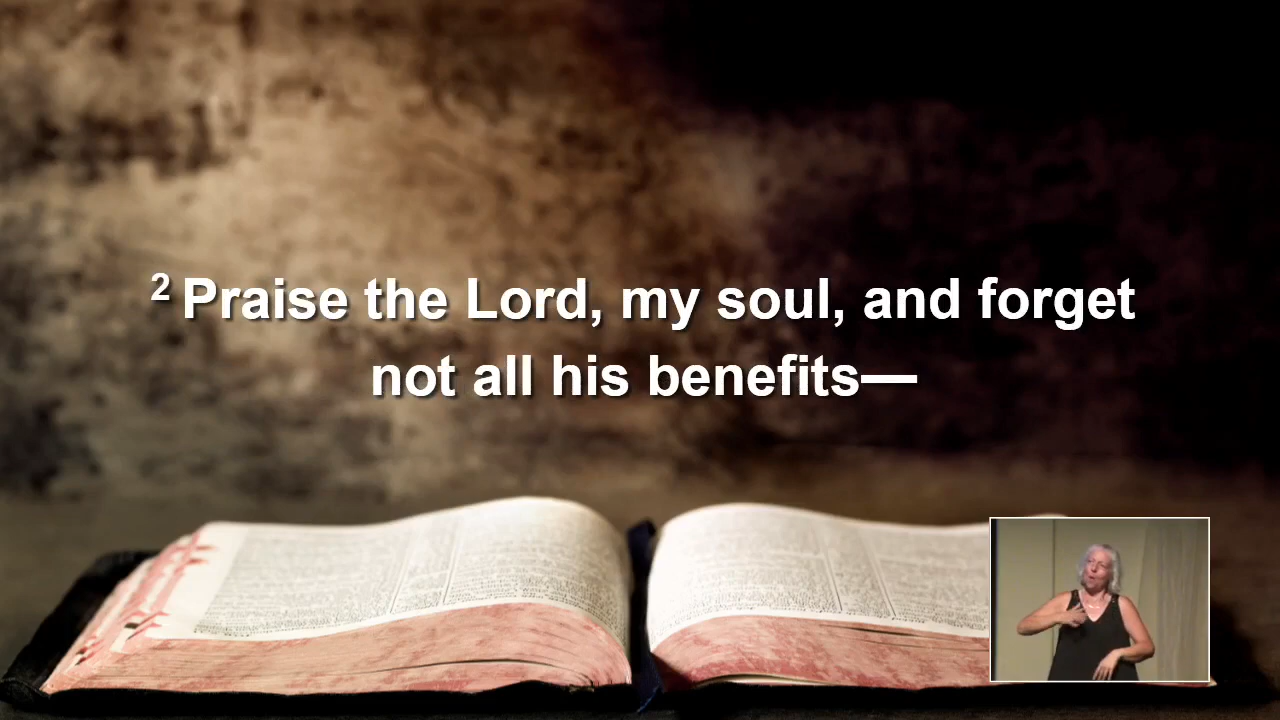 2 Praise the Lord, my soul, and forget
not all his benefits—